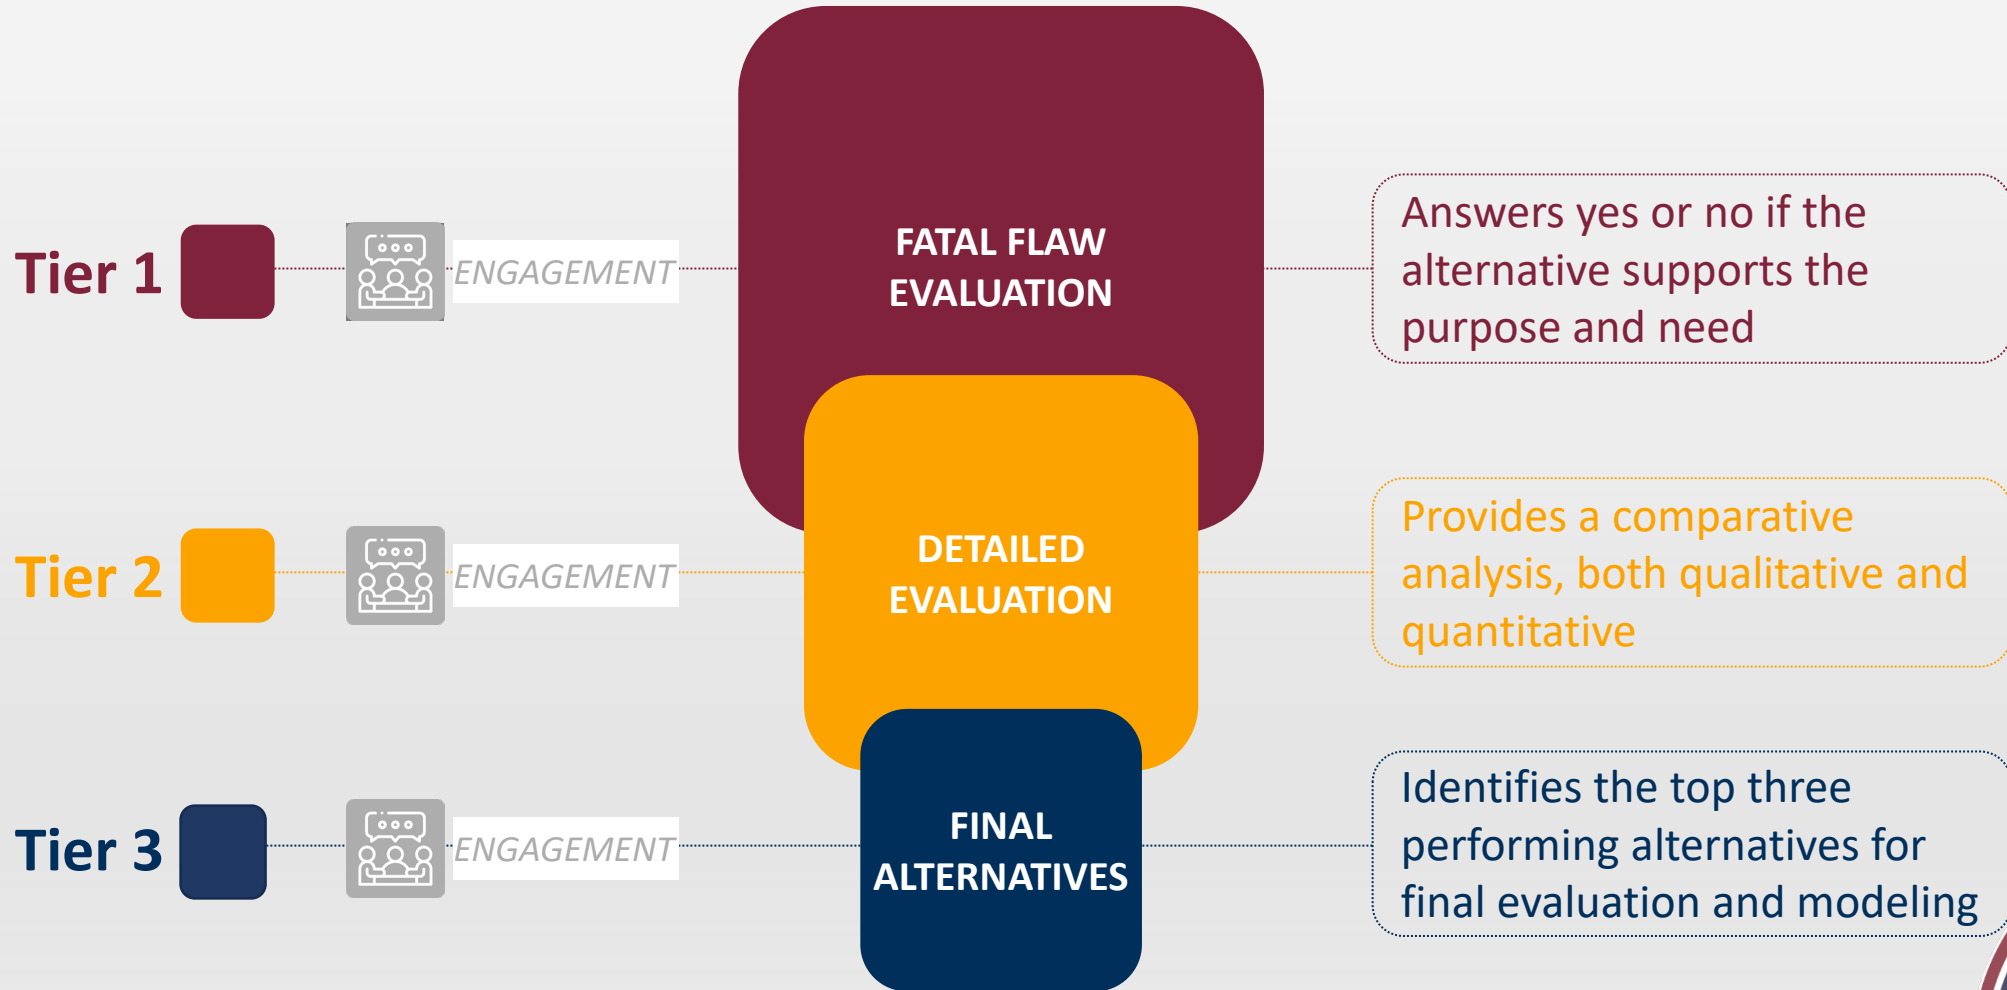 Tier 1
ENGAGEMENT
FATAL FLAW
EVALUATION
Answers yes or no if the
alternative supports the
purpose and need
Tier 2
ENGAGEMENT
DETAILED
EVALUATION
Provides a comparative
analysis, both qualitative and
quantitative
Tier 3
ENGAGEMENT
FINAL
ALTERNATIVES
Identifies the top three
performing alternatives for
final evaluation and modeling